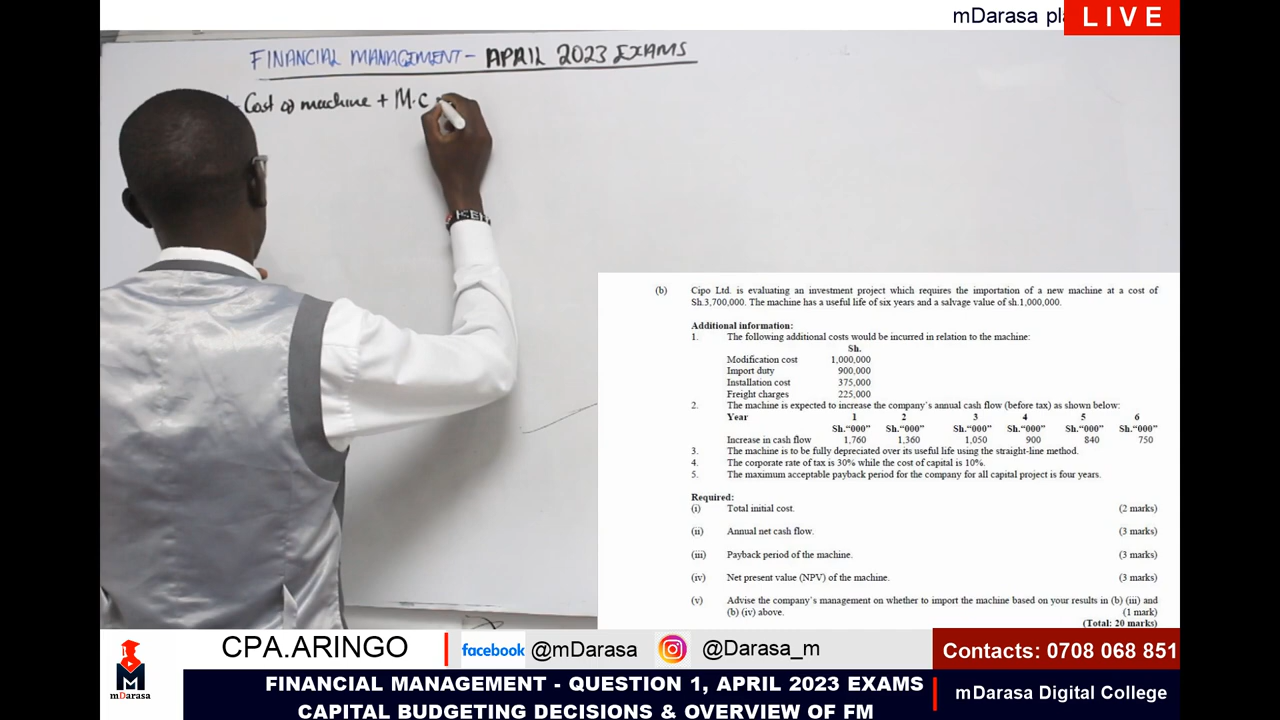 mDarasa pl
LIVE
FINANCIAL MANAGEMENT - APRIL 2023 EXAMS
Cost of machine + M.C
(b) Cipo Ltd. is evaluating an investment project which requires the importation of a new machine at a cost of
Sh.3,700,000. The machine has a useful life of six years and a salvage value of sh.1,000,000.
Additional information:
1. The following additional costs would be incurred in relation to the machine:
Sh.
Modification cost 1,000,000
Import duty 900,000
Installation cost 375,000
Freight charges 225,000
2. The machine is expected to increase the company's annual cash flow (before tax) as shown below:
Year 1 2 3 4 5 6
Sh."000" Sh."000" Sh."000" Sh."000" Sh."000" Sh."000"
Increase in cash flow 1,760 1,360 1,050 900 840 750
3. The machine is to be fully depreciated over its useful life using the straight-line method.
4. The corporate rate of tax is 30% while the cost of capital is 10%.
5. The maximum acceptable payback period for the company for all capital project is four years.
Required:
(i) Total initial cost. (2 marks)
(ii) Annual net cash flow. (3 marks)
(iii) Payback period of the machine. (3 marks)
(iv) Net present value (NPV) of the machine. (3 marks)
(v) Advise the company's management on whether to import the machine based on your results in (b) (iii) and
(b) (iv) above. (1 mark)
(Total: 20 marks)
CPA.ARINGO
facebook @mDarasa
@Darasa_m
Contacts: 0708 068 851
M
mDarasa
FINANCIAL MANAGEMENT - QUESTION 1, APRIL 2023 EXAMS
CAPITAL BUDGETING DECISIONS & OVERVIEW OF FM
mDarasa Digital College